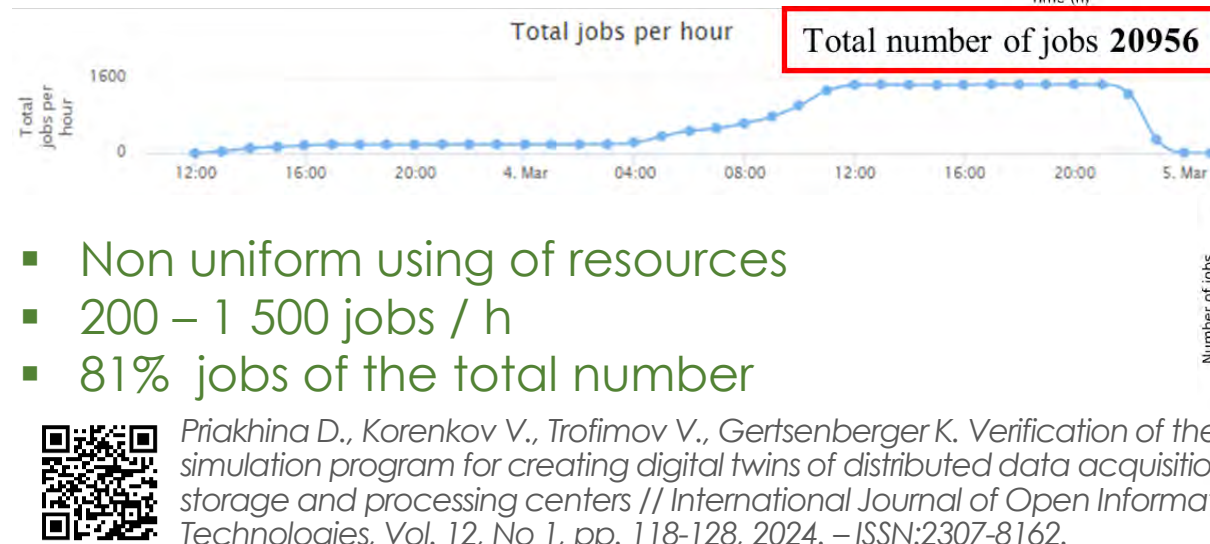 Total jobs per hour
Total number of jobs 20956
Total
jobs per
hour
1600
0
12:00 16:00 20:00 4. Mar 04:00 08:00 12:00 16:00 20:00 5. Mar
▪ Non uniform using of resources
▪ 200 – 1 500 jobs / h
▪ 81% jobs of the total number
Number of jobs
Priakhina D., Korenkov V., Trofimov V., Gertsenberger K. Verification of the
simulation program for creating digital twins of distributed data acquisitio
storage and processing centers // International Journal of Open Informa
Technologies, Vol. 12, No 1, pp. 118-128, 2024. – ISSN:2307-8162.